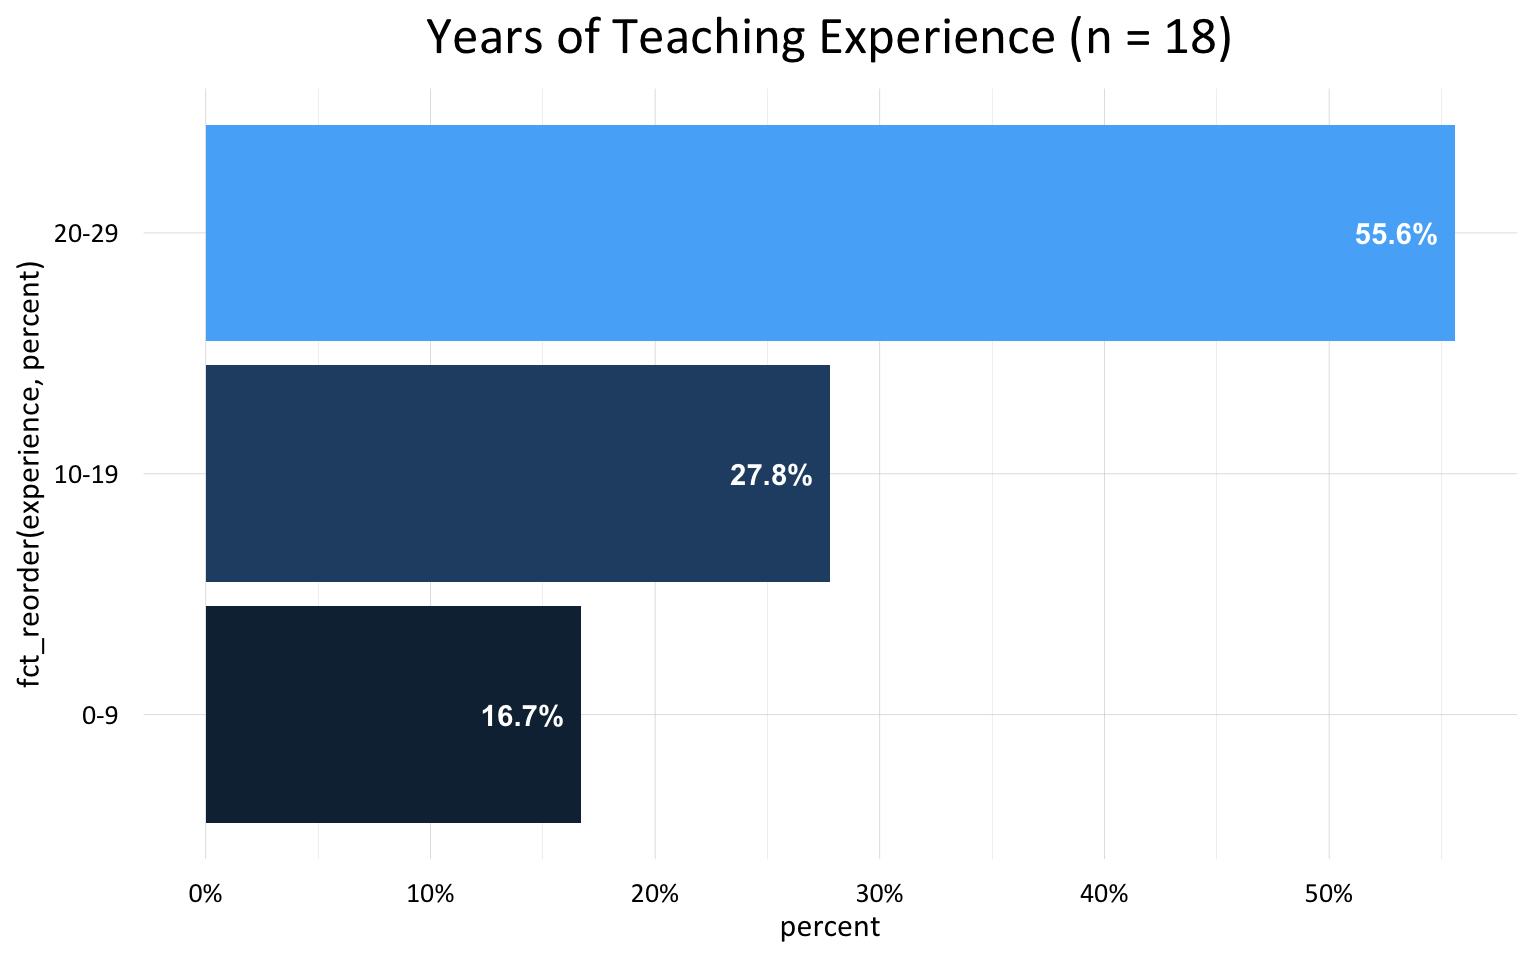 Years of Teaching Experience (n = 18)
fct_reorder(experience, percent)
20-29
55.6%
10-19
27.8%
0-9
16.7%
0% 10% 20% 30% 40% 50%
percent